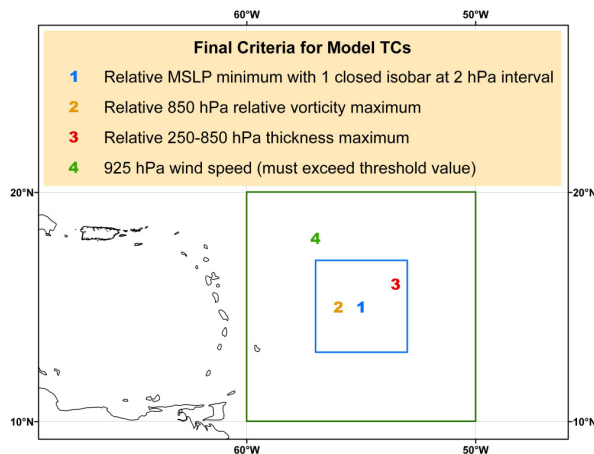 60°W
50°W
Final Criteria for Model TCs
1 Relative MSLP minimum with 1 closed isobar at 2 hPa interval
2 Relative 850 hPa relative vorticity maximum
3 Relative 250-850 hPa thickness maximum
4 925 hPa wind speed (must exceed threshold value)
20°N
20°N
4
3
2
1
10°N
10°N
60°W
50°W